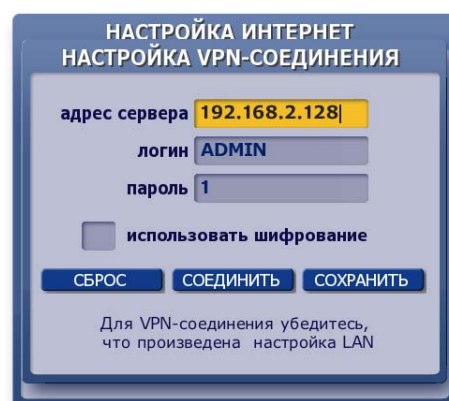 НАСТРОЙКА ИНТЕРНЕТ
НАСТРОЙКА VPN-СОЕДИНЕНИЯ
адрес сервера 192.168.2.128
логин ADMIN
пароль 1
использовать шифрование
СБРОС СОЕДИНИТЬ СОХРАНИТЬ
Для VPN-соединения убедитесь,
что произведена настройка LAN